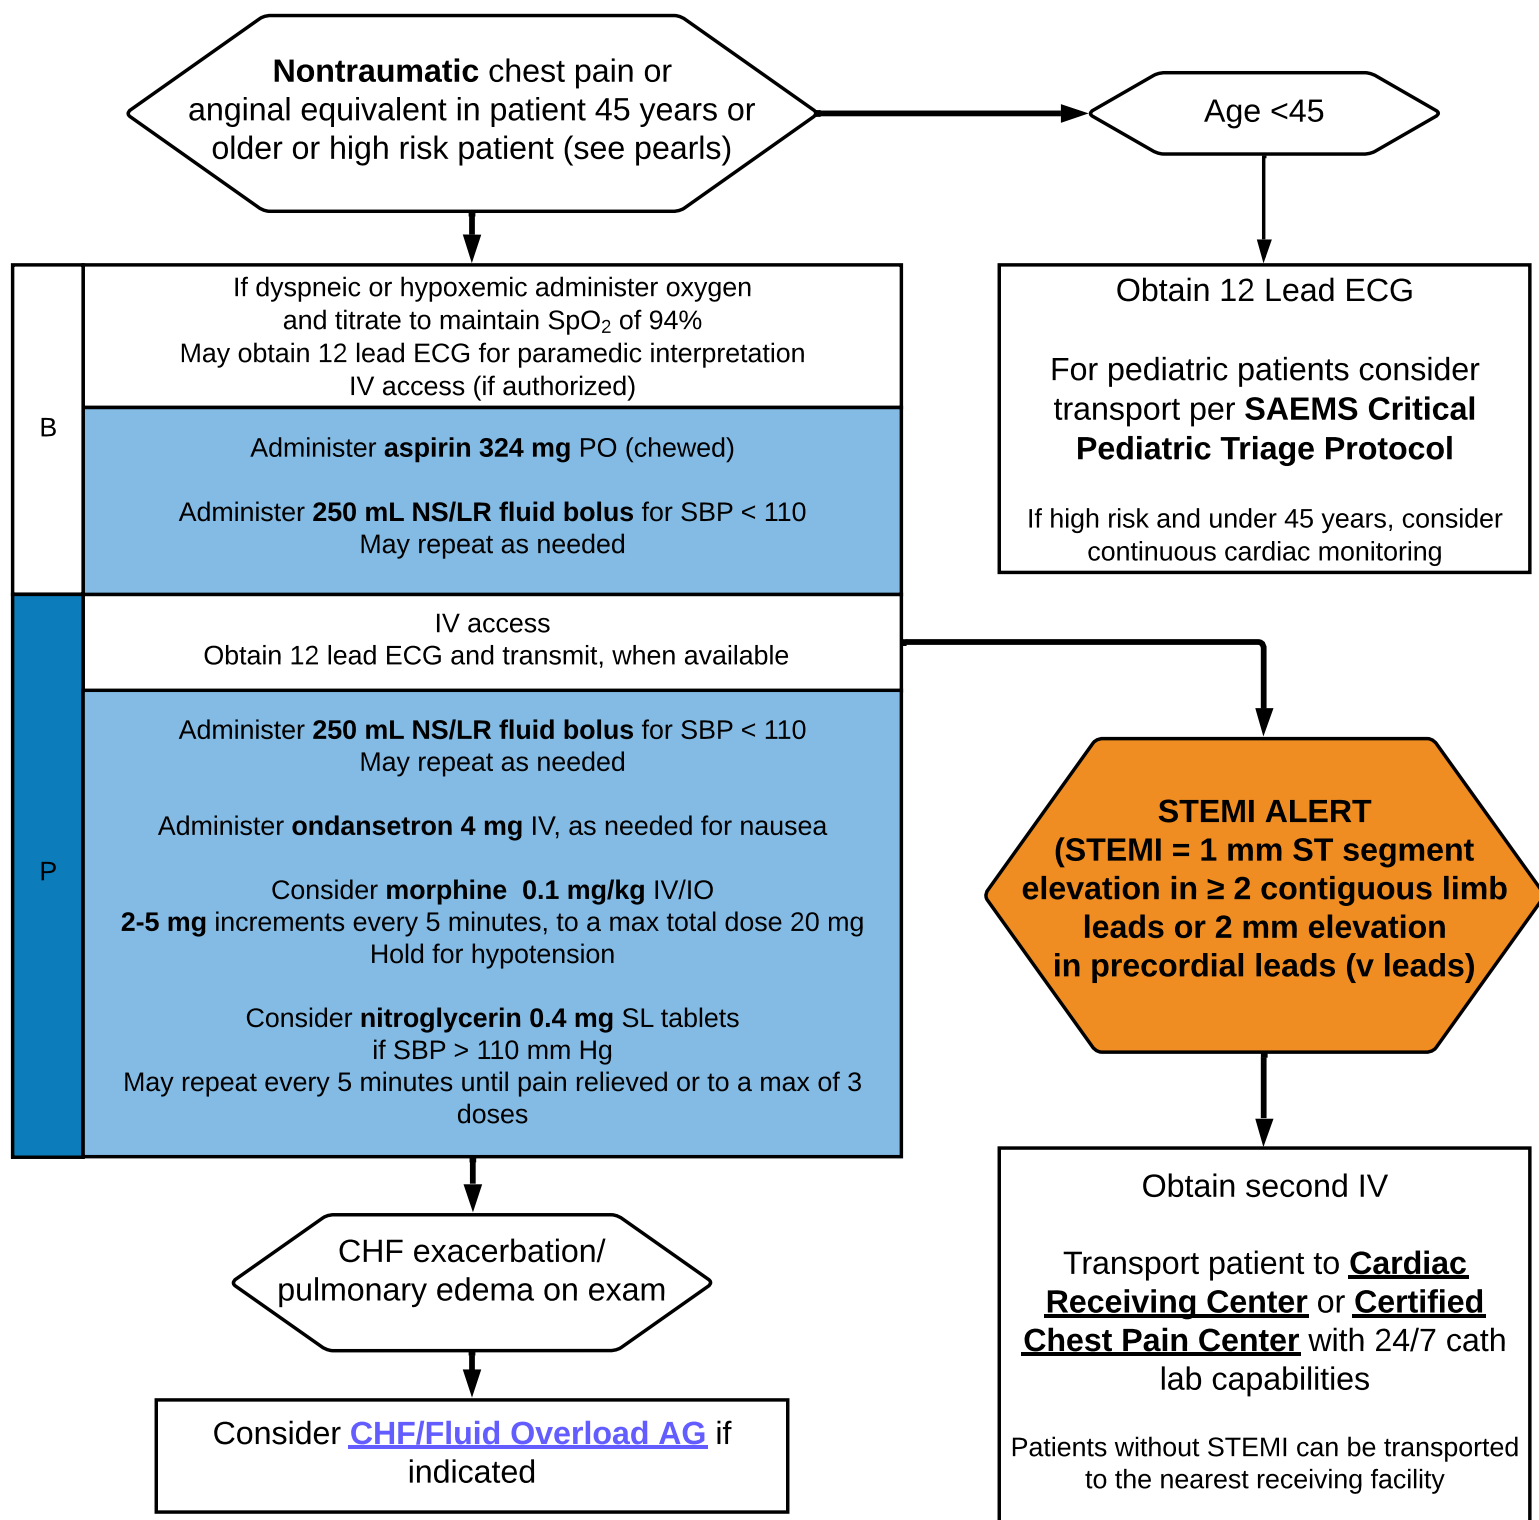 Nontraumatic chest pain or
anginal equivalent in patient 45 years or
older or high risk patient (see pearls)
Age <45
B
If dyspneic or hypoxemic administer oxygen
and titrate to maintain SpO₂ of 94%
May obtain 12 lead ECG for paramedic interpretation
IV access (if authorized)
Administer aspirin 324 mg PO (chewed)
Administer 250 mL NS/LR fluid bolus for SBP < 110
May repeat as needed
Obtain 12 Lead ECG
For pediatric patients consider
transport per SAEMS Critical
Pediatric Triage Protocol
If high risk and under 45 years, consider
continuous cardiac monitoring
P
IV access
Obtain 12 lead ECG and transmit, when available
Administer 250 mL NS/LR fluid bolus for SBP < 110
May repeat as needed
Administer ondansetron 4 mg IV, as needed for nausea
Consider morphine  0.1 mg/kg IV/IO
2-5 mg increments every 5 minutes, to a max total dose 20 mg
Hold for hypotension
Consider nitroglycerin 0.4 mg SL tablets
if SBP > 110 mm Hg
May repeat every 5 minutes until pain relieved or to a max of 3
doses
STEMI ALERT
(STEMI = 1 mm ST segment
elevation in ≥ 2 contiguous limb
leads or 2 mm elevation
in precordial leads (v leads)
CHF exacerbation/
pulmonary edema on exam
Consider CHF/Fluid Overload AG if
indicated
Obtain second IV
Transport patient to Cardiac
Receiving Center or Certified
Chest Pain Center with 24/7 cath
lab capabilities
Patients without STEMI can be transported
to the nearest receiving facility